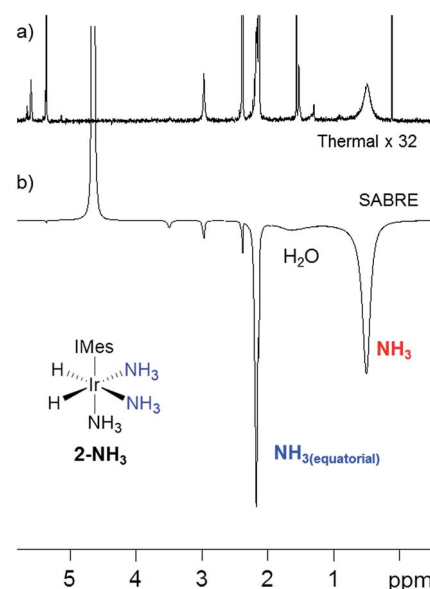 a)
Thermal x 32
b)
SABRE
H₂O
NH₃
IMes
H NH₃
Ir
H NH₃
NH₃
2-NH₃
NH₃(equatorial)
5 4 3 2 1 ppm